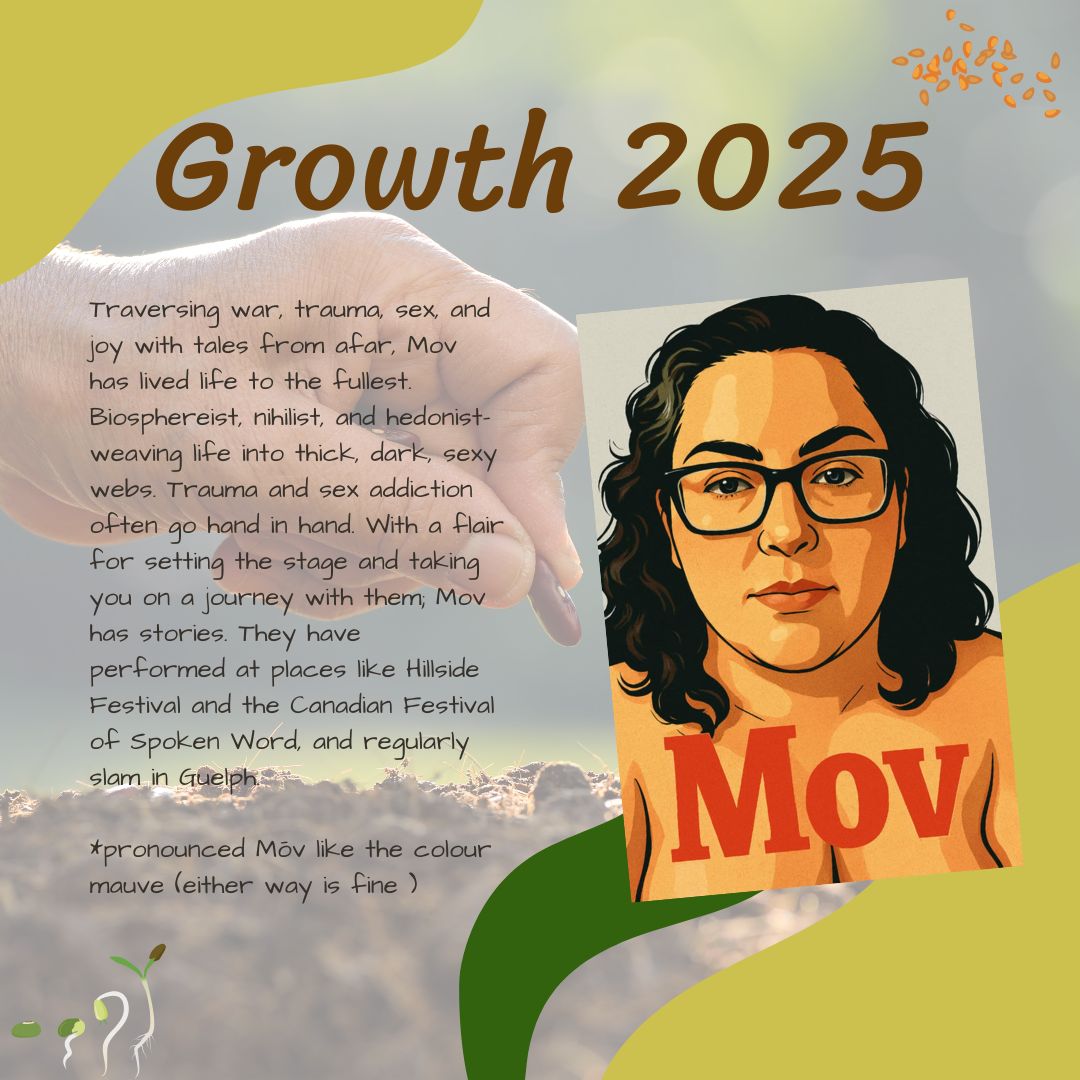 Growth 2025
Traversing war, trauma, sex, and
joy with tales from afar, Mov
has lived life to the fullest.
Biosphereist, nihilist, and hedonist-
weaving life into thick, dark, sexy
webs. Trauma and sex addiction
often go hand in hand. With a flair
for setting the stage and taking
you on a journey with them; Mov
has stories. They have
performed at places like Hillside
Festival and the Canadian Festival
of Spoken Word, and regularly
slam in Guelph.
*pronounced Mōv like the colour
mauve (either way is fine )
Mov